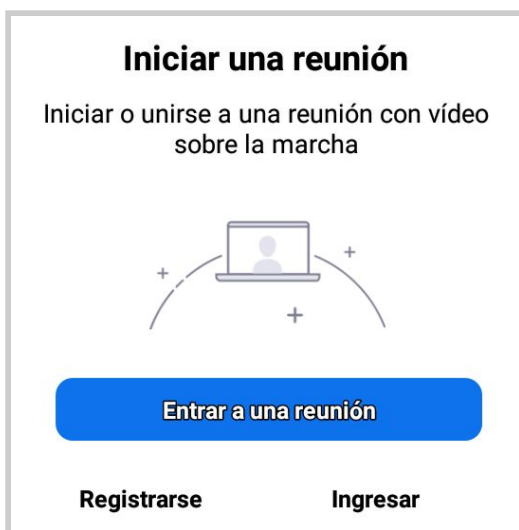 Iniciar una reunión
Iniciar o unirse a una reunión con vídeo
sobre la marcha
Entrar a una reunión
Registrarse
Ingresar